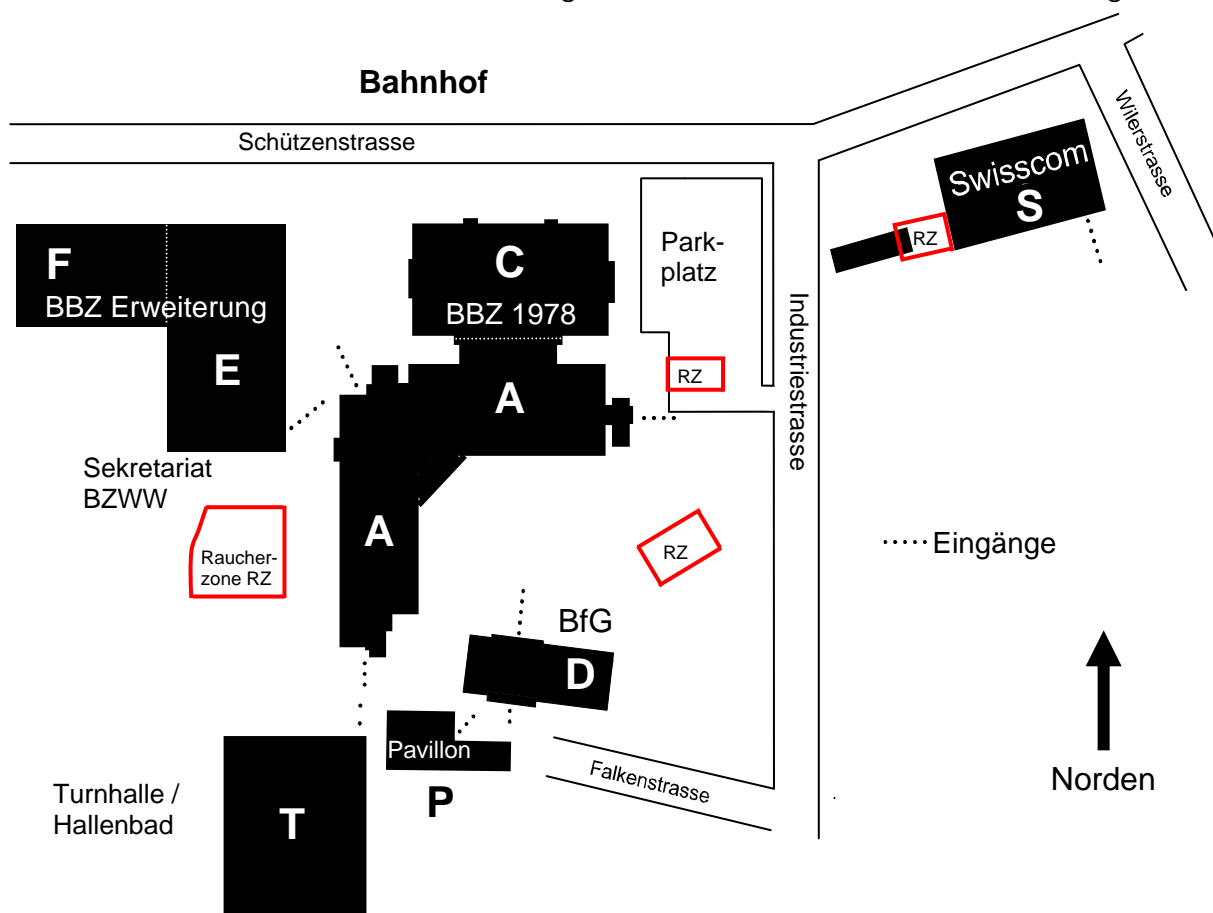 Bahnhof
Schützenstrasse
Wilerstrasse
Swisscom
S
RZ
F
BBZ Erweiterung
E
C
BBZ 1978
Park-
platz
RZ
Industriestrasse
A
Sekretariat
BZWW
Raucher-
zone RZ
A
RZ
Eingänge
BfG
D
Pavillon
P
Falkenstrasse
Norden
Turnhalle /
Hallenbad
T